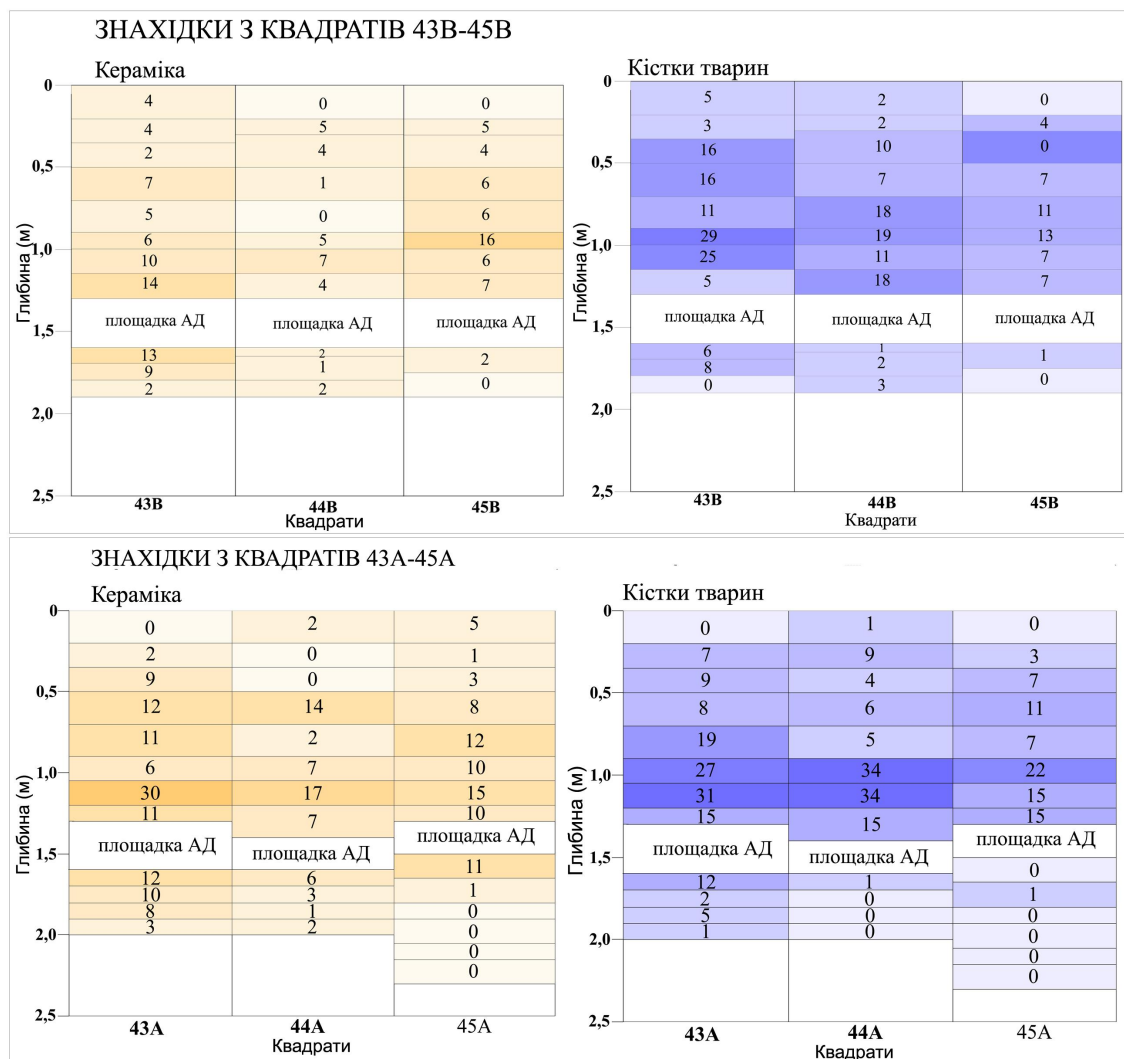 ЗНАХІДКИ З КВАДРАТІВ 43В-45В
Кераміка
Глибина (м)
0
0,5
1,0
1,5
2,0
2,5
4 0 0
4 5 5
2 4 4
7 1 6
5 0 6
6 5 16
10 7 6
14 4 7
площадка АД площадка АД площадка АД
13 2 2
9 1 0
2 2
43В 44В 45В
Квадрати
Кістки тварин
Глибина (м)
0
0,5
1,0
1,5
2,0
2,5
5 2 0
3 2 4
16 10 0
16 7 7
11 18 11
29 19 13
25 11 7
5 18 7
площадка АД площадка АД площадка АД
6 1 1
8 2 0
0 3
43В 44В 45В
Квадрати
ЗНАХІДКИ З КВАДРАТІВ 43А-45А
Кераміка
Глибина (м)
0
0,5
1,0
1,5
2,0
2,5
0 2 5
2 0 1
9 0 3
12 14 8
11 2 12
6 7 10
30 17 15
11 7 10
площадка АД площадка АД площадка АД
12 6 11
10 3 1
8 1 0
3 2 0
0
0
43А 44А 45А
Квадрати
Кістки тварин
Глибина (м)
0
0,5
1,0
1,5
2,0
2,5
0 1 0
7 9 3
9 4 7
8 6 11
19 5 7
27 34 22
31 34 15
15 15 15
площадка АД площадка АД площадка АД
12 1 0
2 0 1
5 0 0
1 0 0
0
0
43А 44А 45А
Квадрати